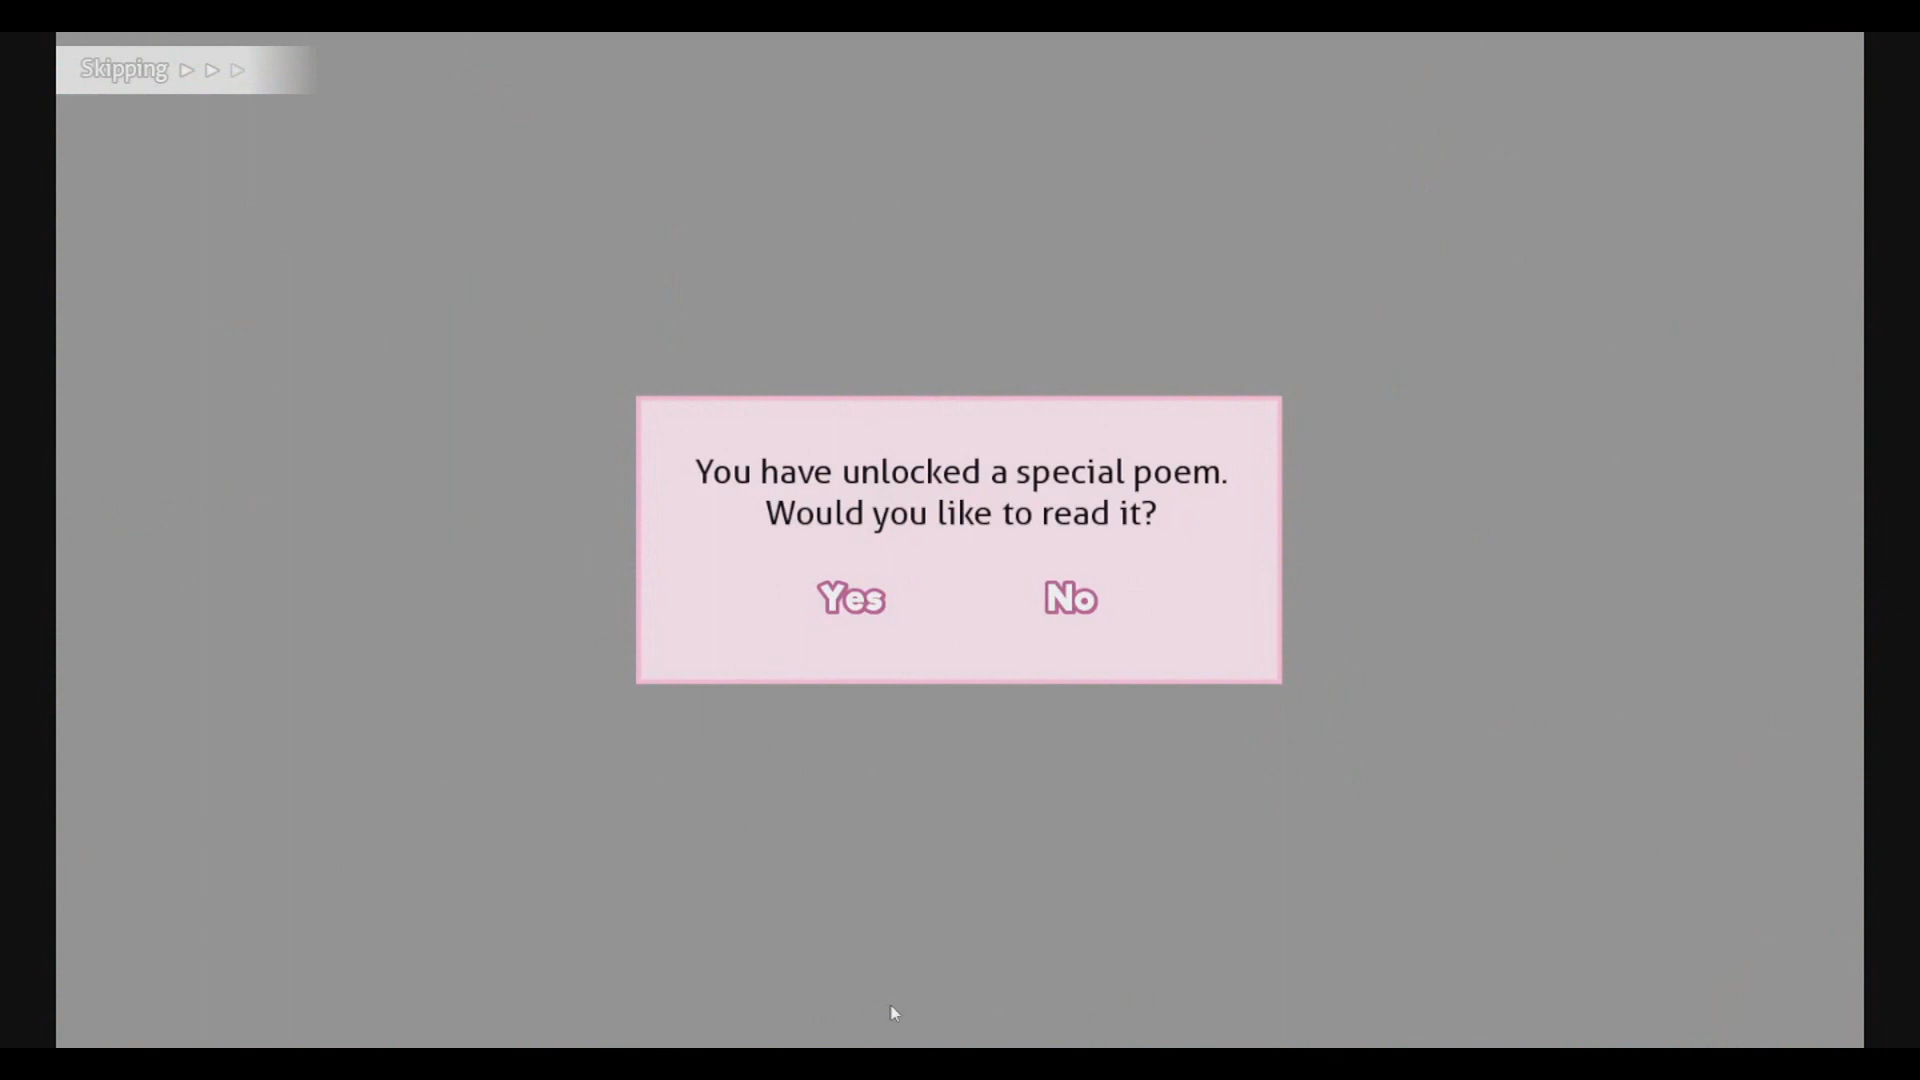 Skipping
You have unlocked a special poem.
Would you like to read it?
Yes No